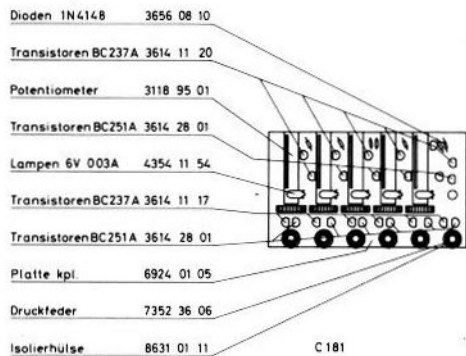 Dioden 1N4148 3656 08 10
Transistoren BC237A 3614 11 20
Potentiometer 3118 95 01
Transistoren BC251A 3614 28 01
Lampen 6V 003A 4354 11 54
Transistoren BC237A 3614 11 17
Transistoren BC251A 3614 28 01
Platte kpl. 6924 01 05
Druckfeder 7352 36 06
Isolierhülse 8631 01 11
C181